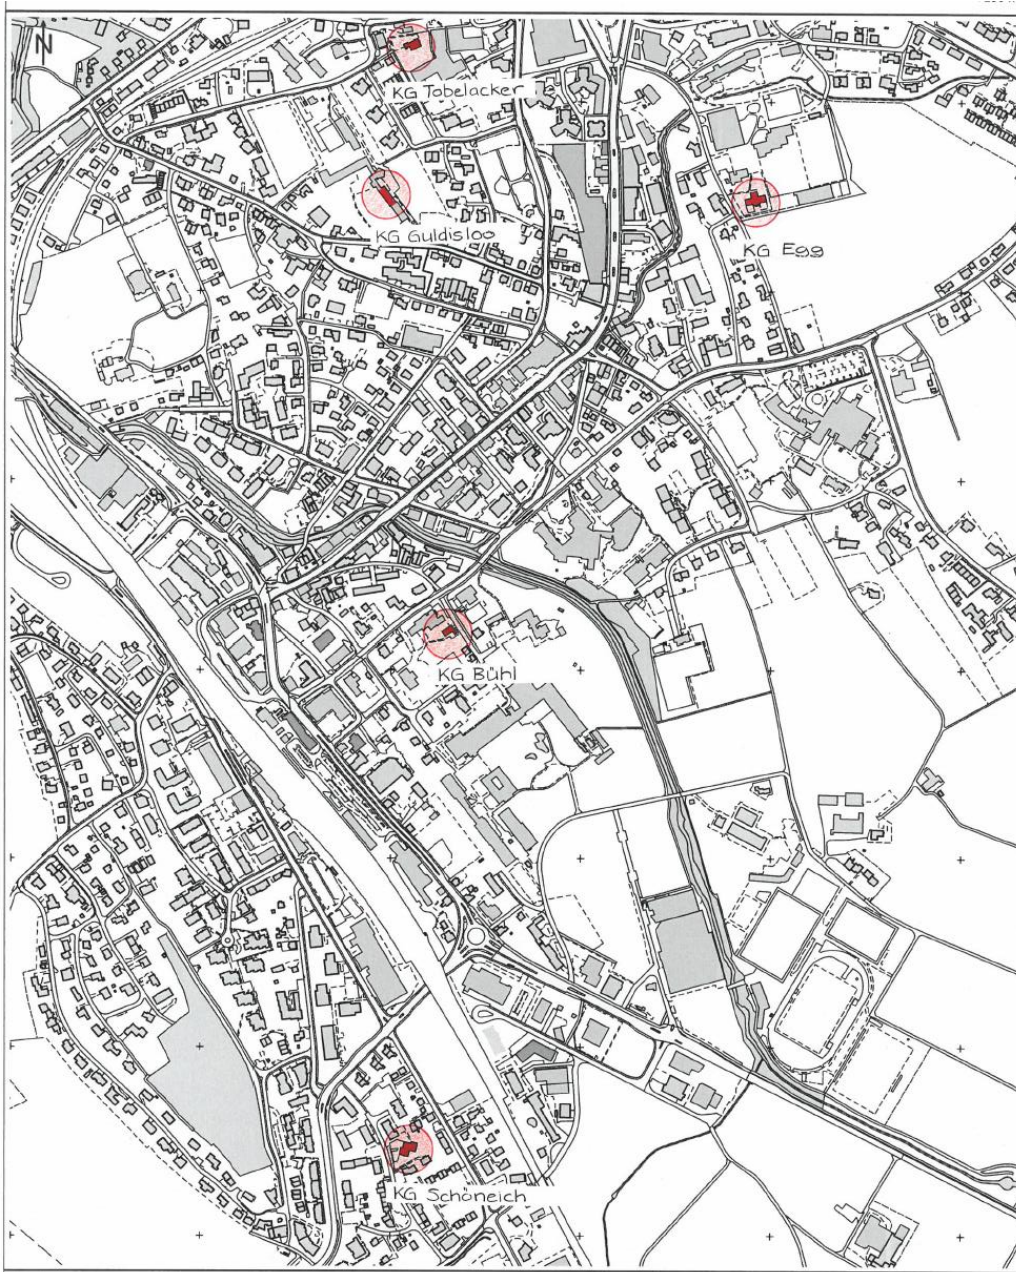 N
KG Tobelacker
KG Guldisloo
KG Egg
KG Bühl
KG Schöneich